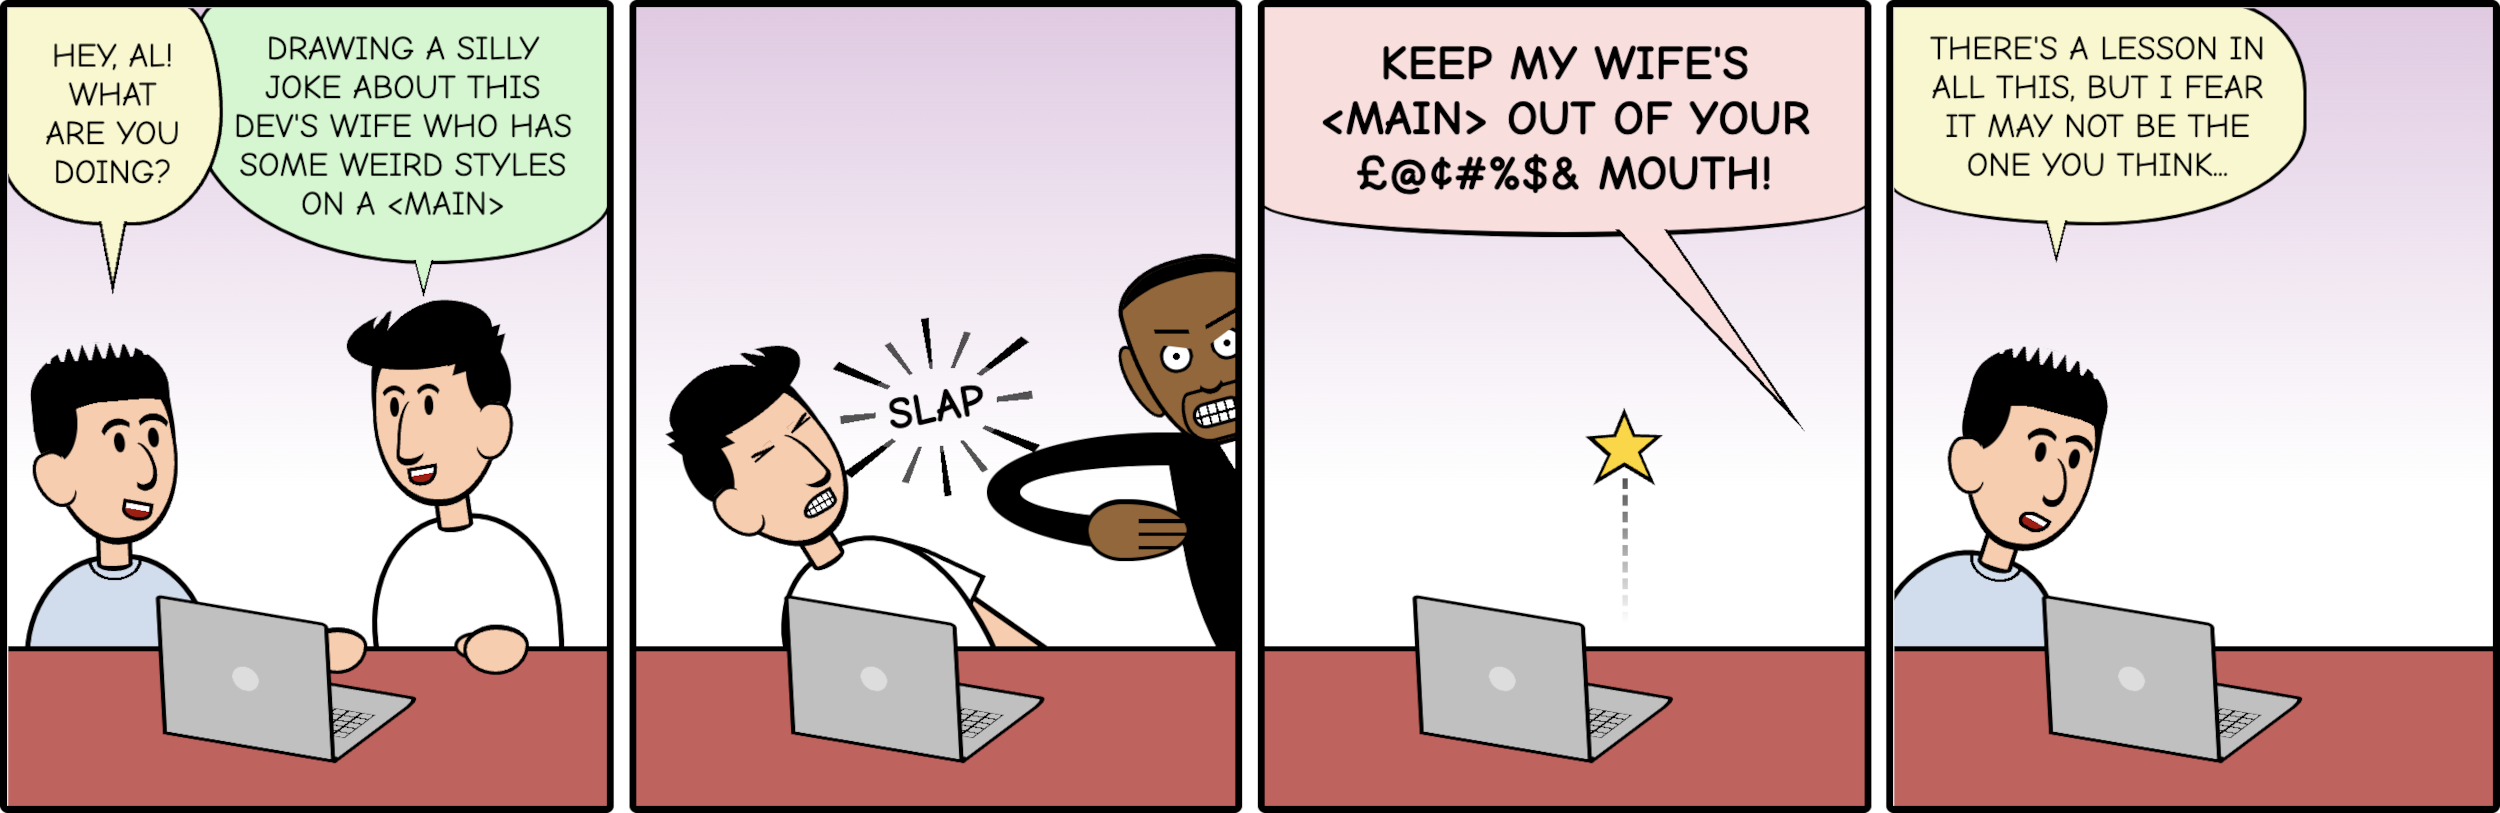 HEY, AL!
WHAT
ARE YOU
DOING?
DRAWING A SILLY
JOKE ABOUT THIS
DEV'S WIFE WHO HAS
SOME WEIRD STYLES
ON A <MAIN>
SLAP
KEEP MY WIFE'S
<MAIN> OUT OF YOUR
£@¢#%$& MOUTH!
THERE'S A LESSON IN
ALL THIS, BUT I FEAR
IT MAY NOT BE THE
ONE YOU THINK...